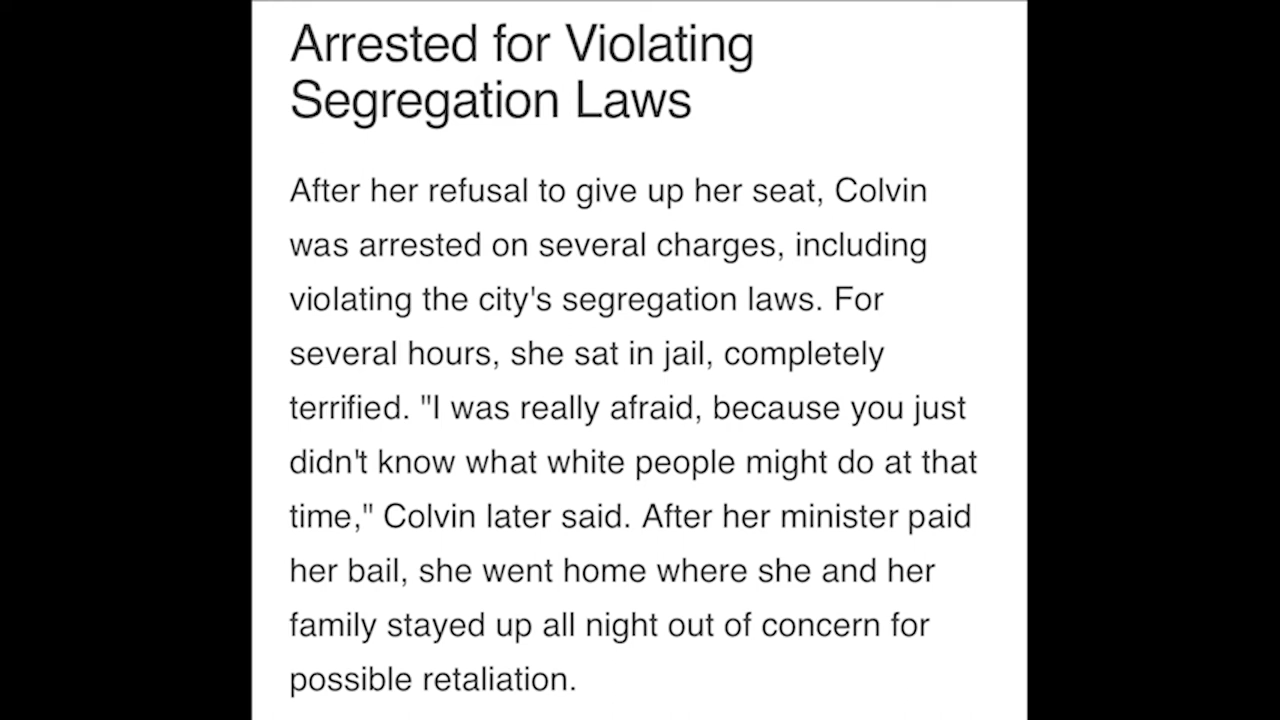 Arrested for Violating
Segregation Laws
After her refusal to give up her seat, Colvin
was arrested on several charges, including
violating the city's segregation laws. For
several hours, she sat in jail, completely
terrified. "I was really afraid, because you just
didn't know what white people might do at that
time," Colvin later said. After her minister paid
her bail, she went home where she and her
family stayed up all night out of concern for
possible retaliation.